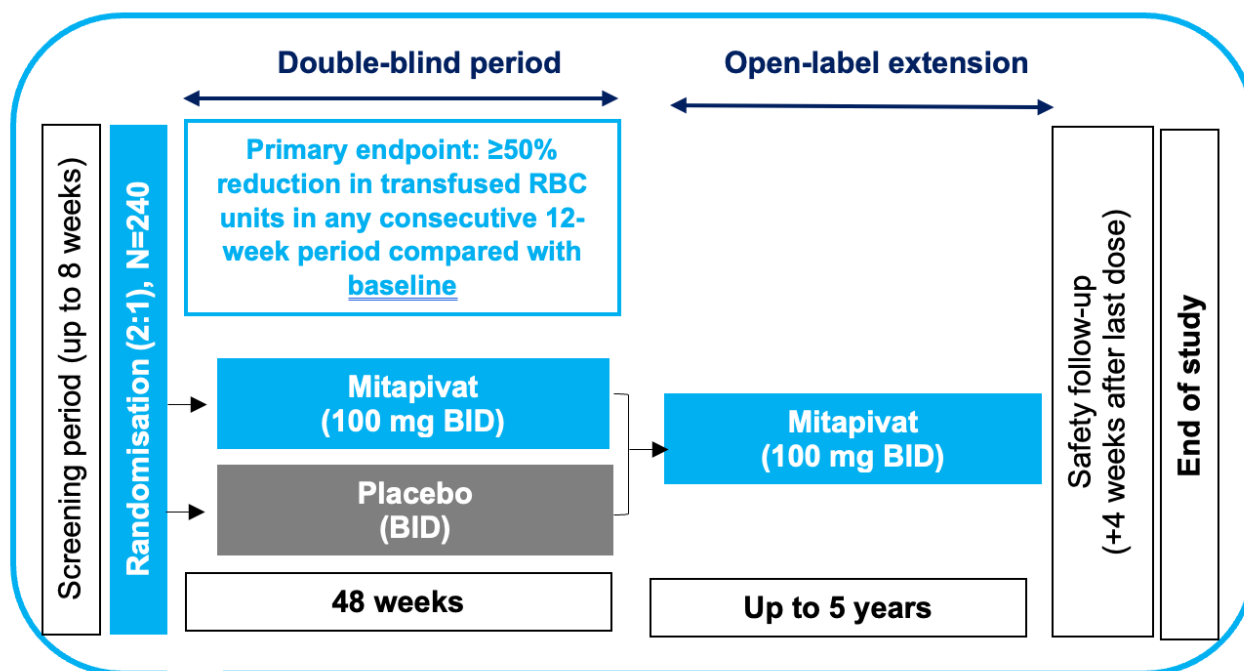 Double-blind period
Open-label extension
Screening period (up to 8 weeks)
Randomisation (2:1), N=240
Primary endpoint: ≥50%
reduction in transfused RBC
units in any consecutive 12-
week period compared with
baseline
Mitapivat
(100 mg BID)
Placebo
(BID)
48 weeks
Mitapivat
(100 mg BID)
Up to 5 years
Safety follow-up
(+4 weeks after last dose)
End of study